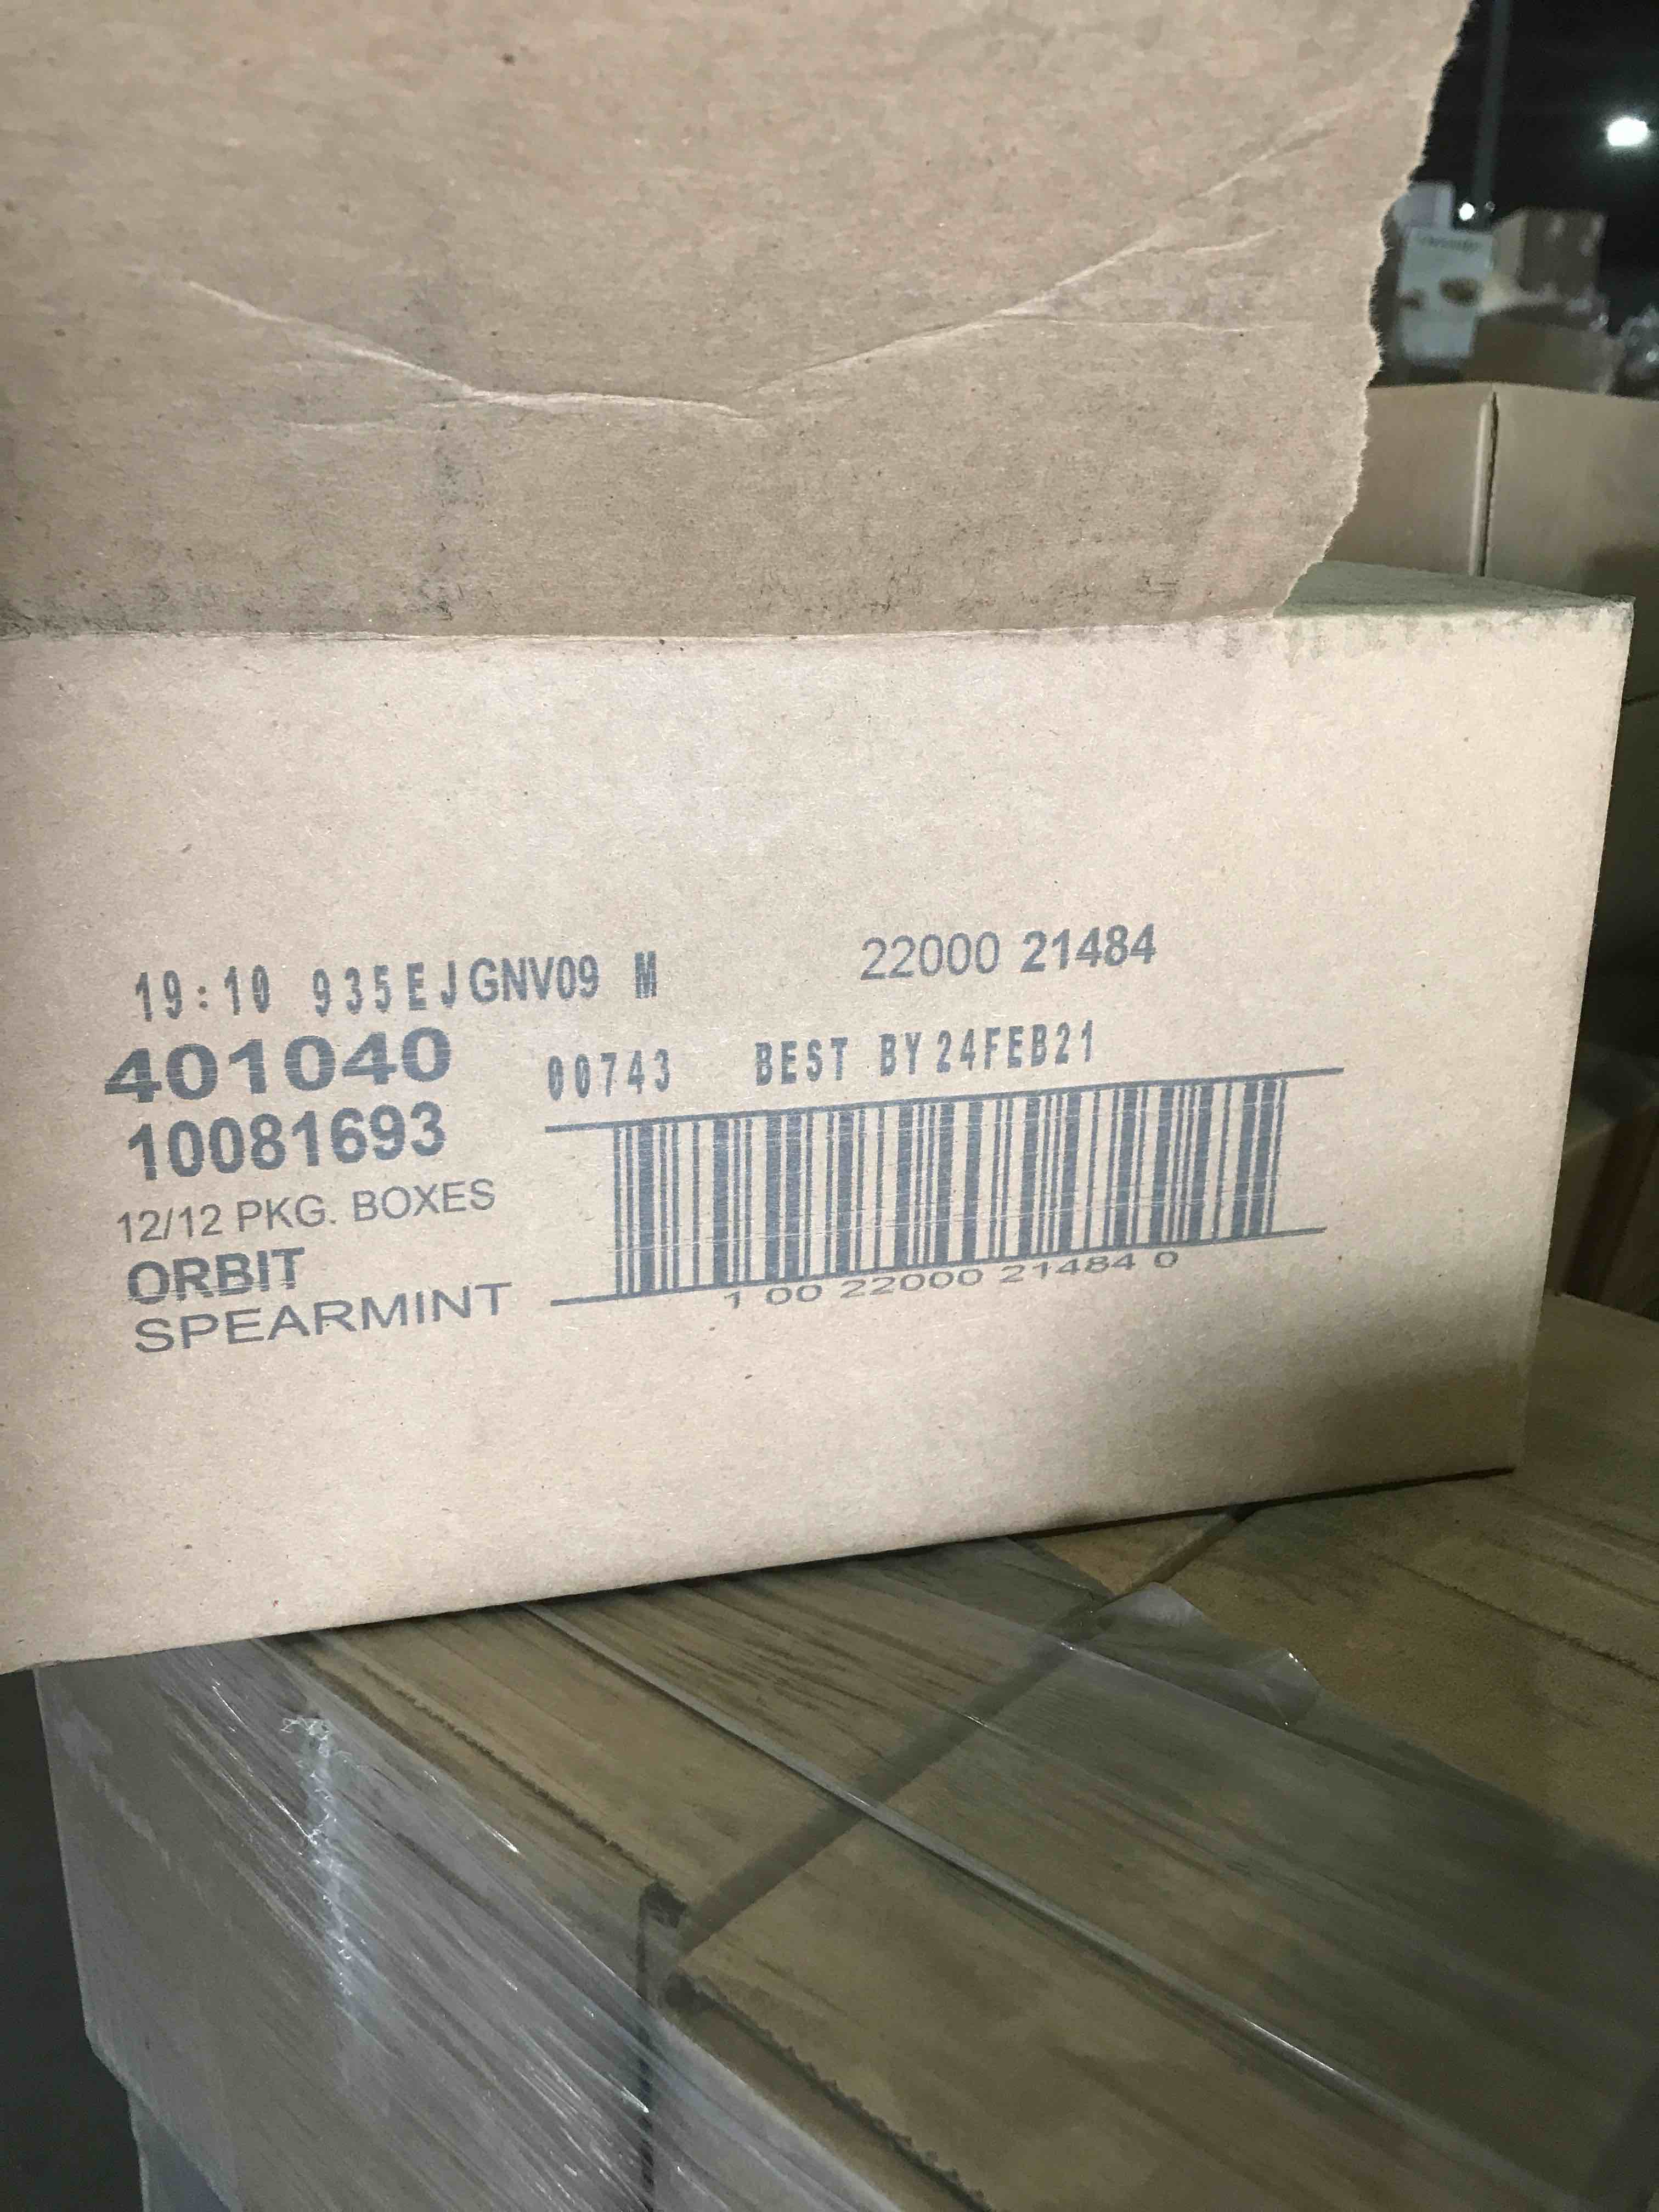 19:10 935EJGNV09 M
22000 21484
401040
00743 BEST BY 24FEB21
10081693
12/12 PKG. BOXES
ORBIT
SPEARMINT
1 00 22000 21484 0